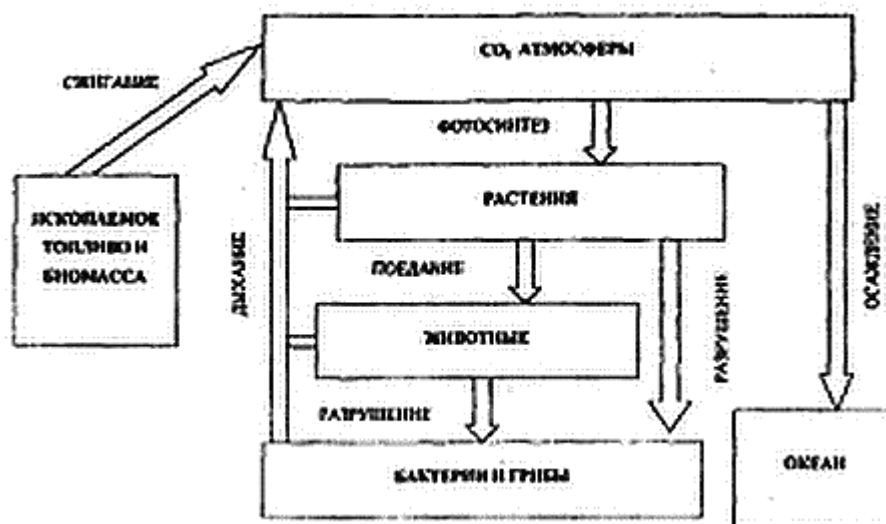 CO₂ АТМОСФЕРЫ
СЖИГАНИЕ
ФОТОСИНТЕЗ
ИСКОПАЕМОЕ
ТОПЛИВО И
БИОМАССА
РАСТЕНИЯ
ДЫХАНИЕ
ПОЕДАНИЕ
РАЗРУШЕНИЕ
ОСАЖДЕНИЕ
ЖИВОТНЫЕ
РАЗРУШЕНИЕ
БАКТЕРИИ И ГРИБЫ
ОКЕАН